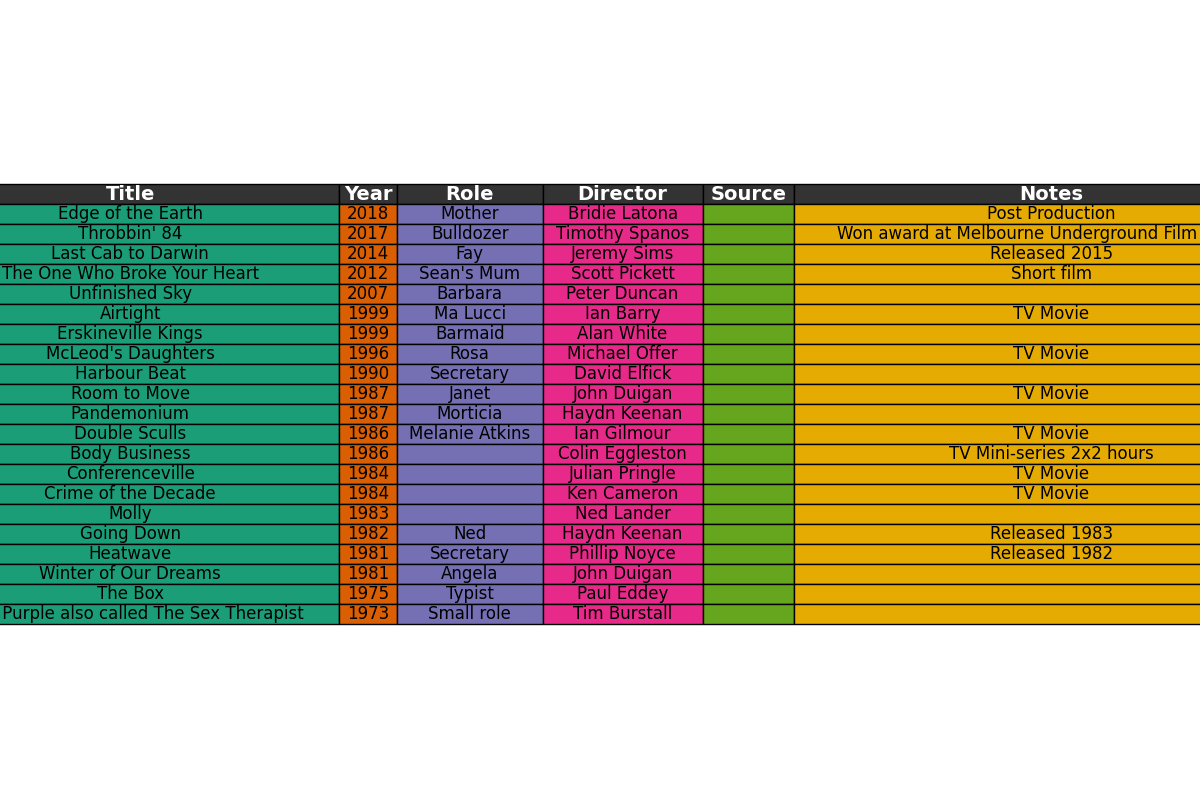 Title Year Role Director Source Notes
Edge of the Earth 2018 Mother Bridie Latona Post Production
Throbbin' 84 2017 Bulldozer Timothy Spanos Won award at Melbourne Underground Film
Last Cab to Darwin 2014 Fay Jeremy Sims Released 2015
The One Who Broke Your Heart 2012 Sean's Mum Scott Pickett Short film
Unfinished Sky 2007 Barbara Peter Duncan
Airtight 1999 Ma Lucci Ian Barry TV Movie
Erskineville Kings 1999 Barmaid Alan White
McLeod's Daughters 1996 Rosa Michael Offer TV Movie
Harbour Beat 1990 Secretary David Elfick
Room to Move 1987 Janet John Duigan TV Movie
Pandemonium 1987 Morticia Haydn Keenan
Double Sculls 1986 Melanie Atkins Ian Gilmour TV Movie
Body Business 1986 Colin Eggleston TV Mini-series 2x2 hours
Conferenceville 1984 Julian Pringle TV Movie
Crime of the Decade 1984 Ken Cameron TV Movie
Molly 1983 Ned Lander
Going Down 1982 Ned Haydn Keenan Released 1983
Heatwave 1981 Secretary Phillip Noyce Released 1982
Winter of Our Dreams 1981 Angela John Duigan
The Box 1975 Typist Paul Eddey
Purple also called The Sex Therapist 1973 Small role Tim Burstall